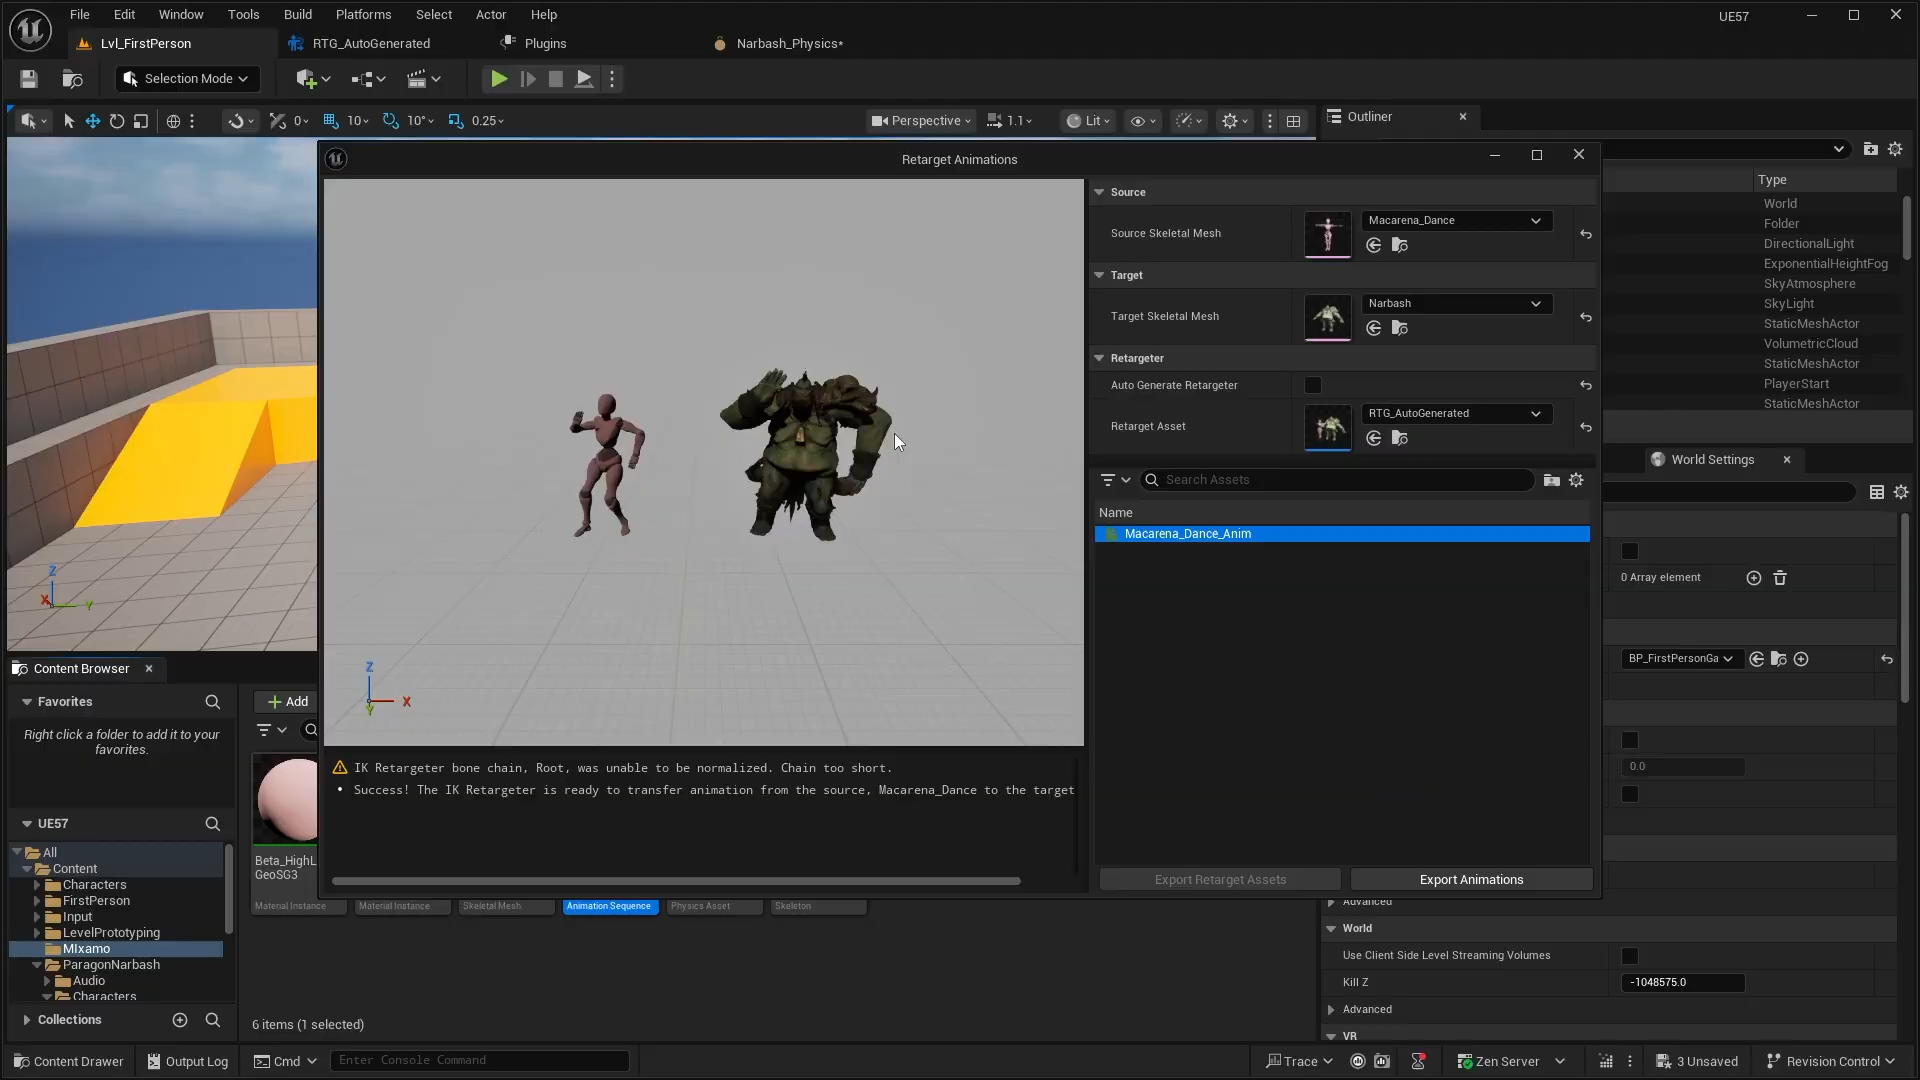 File Edit Window Tools Build Platforms Select Actor Help
UE57
Lvl_FirstPerson
RTG_AutoGenerated
Plugins
Narbash_Physics*
Selection Mode
0
10
10°
0.25
Perspective
1.1
Lit
Outliner
Type
World
Folder
DirectionalLight
ExponentialHeightFog
SkyAtmosphere
SkyLight
StaticMeshActor
VolumetricCloud
StaticMeshActor
PlayerStart
StaticMeshActor
Retarget Animations
Source
Source Skeletal Mesh
Macarena_Dance
Target
Target Skeletal Mesh
Narbash
Retargeter
Auto Generate Retargeter
Retarget Asset
RTG_AutoGenerated
Search Assets
Name
Macarena_Dance_Anim
Export Retarget Assets
Export Animations
Z
X
Y
Z
X
Y
IK Retargeter bone chain, Root, was unable to be normalized. Chain too short.
• Success! The IK Retargeter is ready to transfer animation from the source, Macarena_Dance to the target
World Settings
0 Array element
BP_FirstPersonGa
0.0
Advanced
World
Use Client Side Level Streaming Volumes
Kill Z
-1048575.0
Advanced
VR
Content Browser
Favorites
Right click a folder to add it to your
favorites.
UE57
All
Content
Characters
FirstPerson
Input
LevelPrototyping
MIxamo
ParagonNarbash
Audio
Characters
Collections
Add
Beta_HighL
GeoSG3
Material Instance
Material Instance
Skeletal Mesh
Animation Sequence
Physics Asset
Skeleton
6 items (1 selected)
Content Drawer
Output Log
Cmd
Enter Console Command
Trace
Zen Server
3 Unsaved
Revision Control